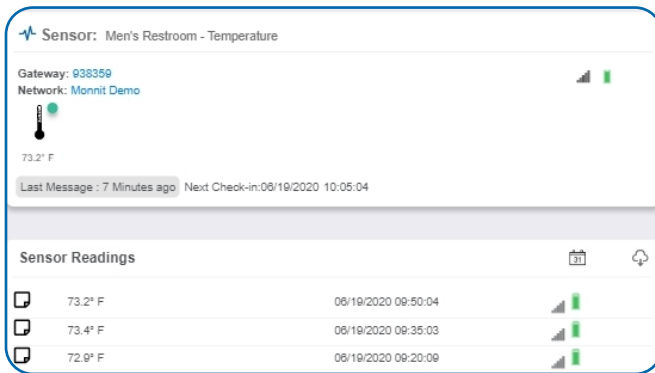 Sensor: Men's Restroom - Temperature
Gateway: 938359
Network: Monnit Demo
73.2° F
Last Message : 7 Minutes ago Next Check-in:06/19/2020 10:05:04
Sensor Readings 31
73.2° F 06/19/2020 09:50:04
73.4° F 06/19/2020 09:35:03
72.9° F 06/19/2020 09:20:09